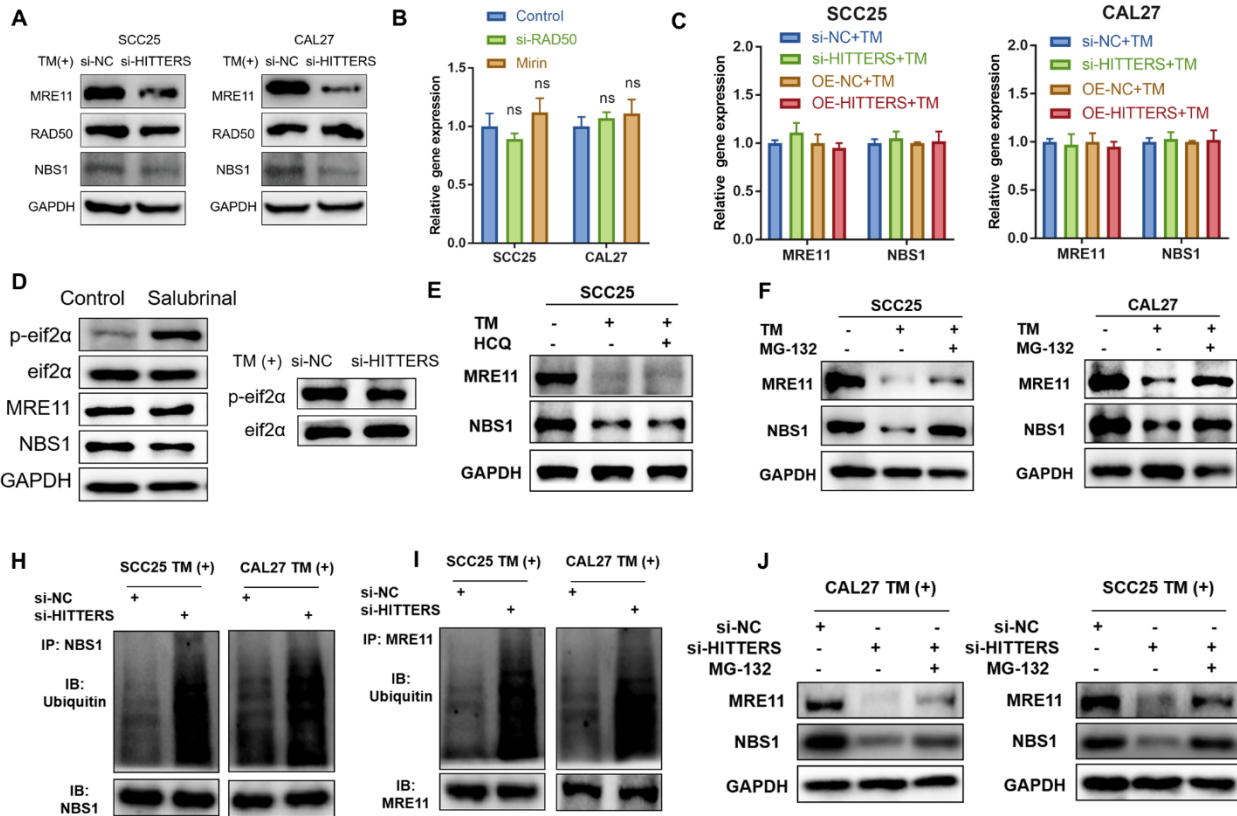 A
SCC25
CAL27
TM(+) si-NC si-HITTERS
TM(+) si-NC si-HITTERS
MRE11
MRE11
RAD50
RAD50
NBS1
NBS1
GAPDH
GAPDH
B
Control
si-RAD50
Mirin
Relative gene expression
1.5
1.0
0.5
0.0
ns
ns
ns
ns
SCC25
CAL27
C
SCC25
si-NC+TM
si-HITTERS+TM
OE-NC+TM
OE-HITTERS+TM
Relative gene expression
2.0
1.5
1.0
0.5
0.0
MRE11
NBS1
CAL27
si-NC+TM
si-HITTERS+TM
OE-NC+TM
OE-HITTERS+TM
Relative gene expression
2.0
1.5
1.0
0.5
0.0
MRE11
NBS1
D
Control Salubrinal
p-eif2α
eif2α
MRE11
NBS1
GAPDH
TM (+) si-NC si-HITTERS
p-eif2α
eif2α
E
SCC25
TM - + +
HCQ - - +
MRE11
NBS1
GAPDH
F
SCC25
TM - + +
MG-132 - - +
MRE11
NBS1
GAPDH
CAL27
TM - + +
MG-132 - - +
MRE11
NBS1
GAPDH
H
SCC25 TM (+) CAL27 TM (+)
si-NC + +
si-HITTERS + +
IP: NBS1
IB:
Ubiquitin
IB:
NBS1
I
SCC25 TM (+) CAL27 TM (+)
si-NC + +
si-HITTERS + +
IP: MRE11
IB:
Ubiquitin
IB:
MRE11
J
CAL27 TM (+)
si-NC + - -
si-HITTERS - + +
MG-132 - - +
MRE11
NBS1
GAPDH
SCC25 TM (+)
si-NC + - -
si-HITTERS - + +
MG-132 - - +
MRE11
NBS1
GAPDH